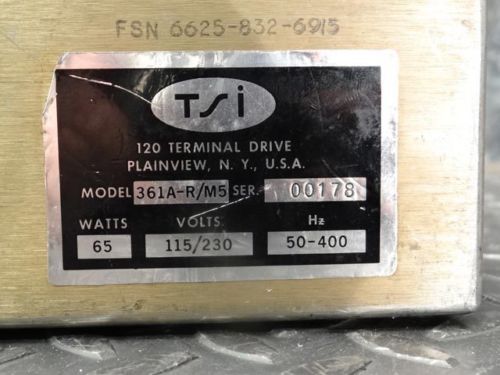 FSN 6625-832-6915
TSi
120 TERMINAL DRIVE
PLAINVIEW, N. Y., U.S.A.
MODEL 361A-R/M5 SER. 00178
WATTS VOLTS Hz
65 115/230 50-400